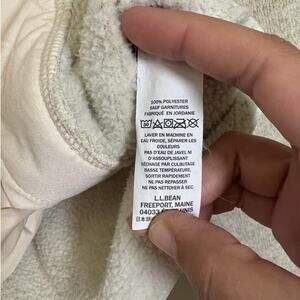 100% POLYESTER
SAUF GARNITURES
FABRIQUÉ EN JORDANIE
LAVER EN MACHINE EN
EAU FROIDE, SÉPARER LES
COULEURS
PAS D'EAU DE JAVEL NI
D'ASSOUPLISSANT
SÉCHAGE PAR CULBUTAGE
BASSE TEMPÉRATURE,
SORTIR RAPIDEMENT
NE PAS REPASSER
NE PAS NETTOYER À SEC
L.L.BEAN
FREEPORT, MAINE
04033